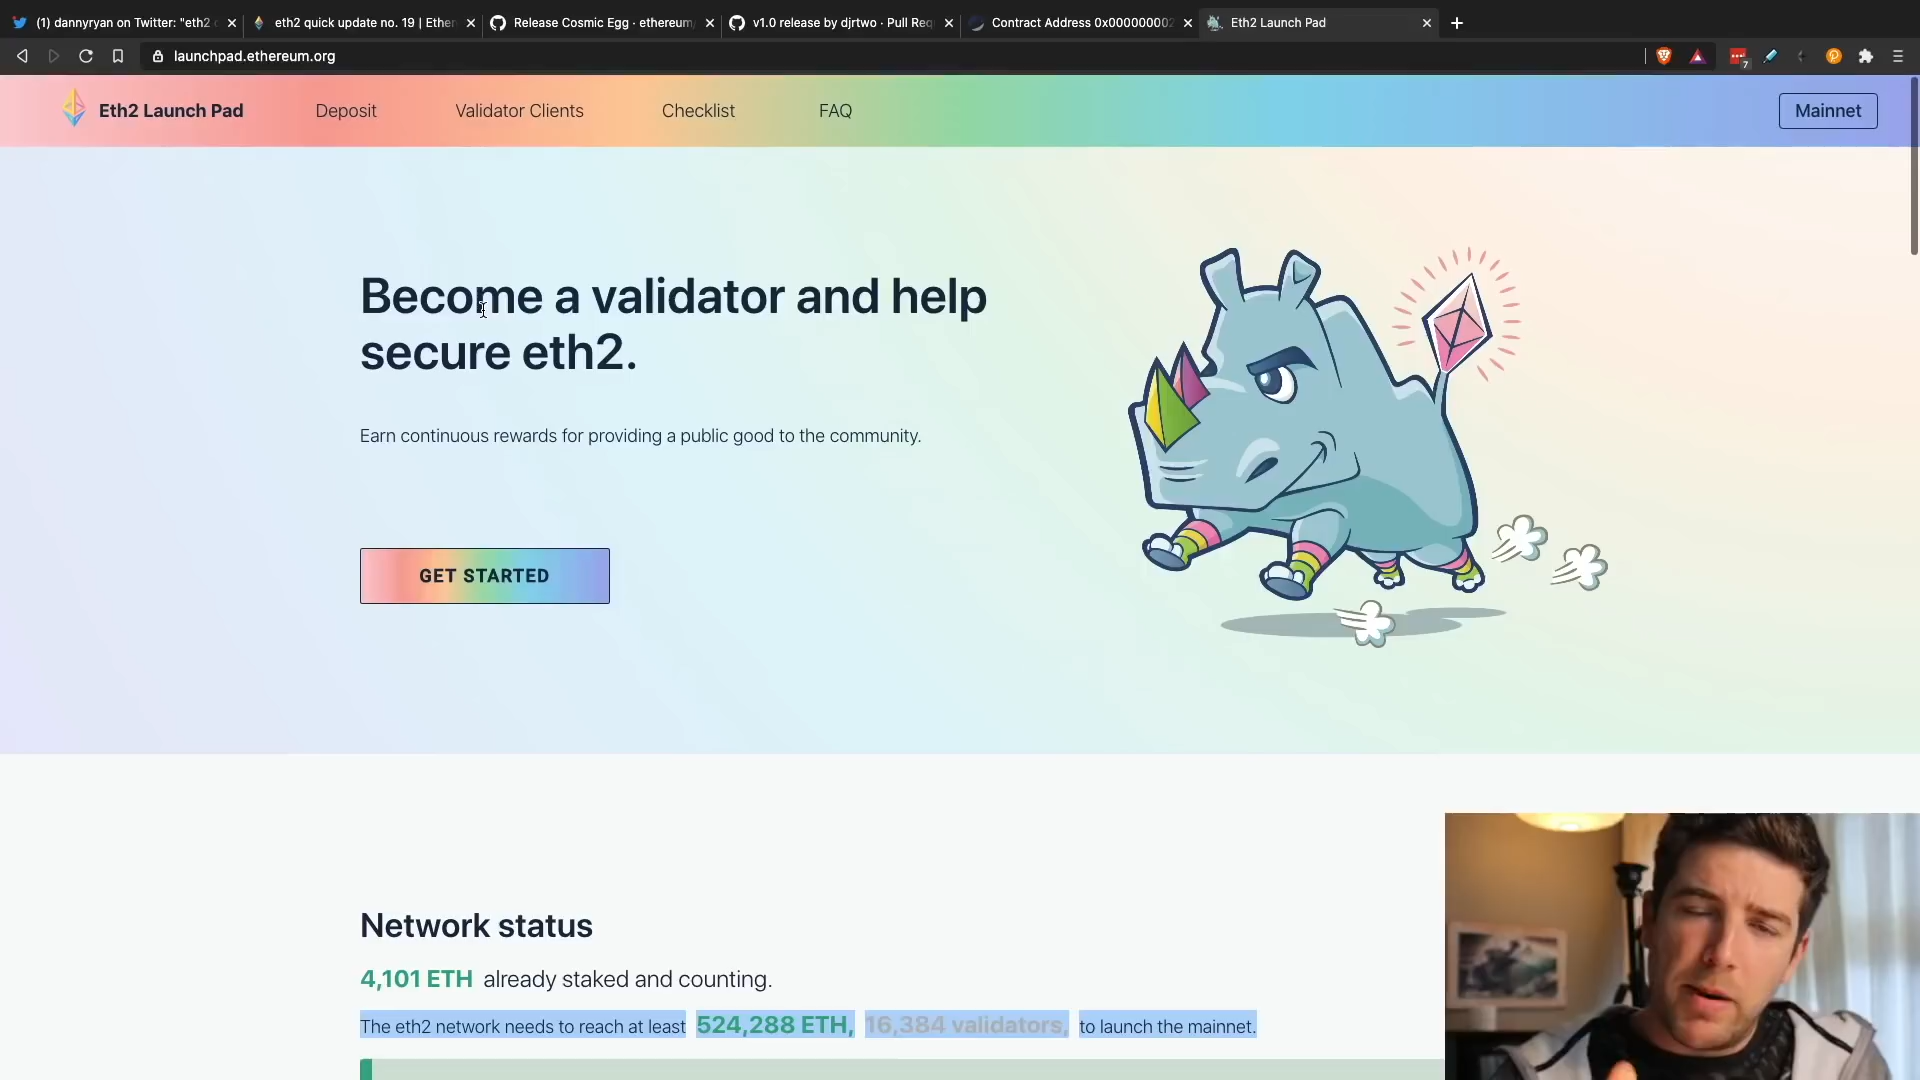 (1) dannyryan on Twitter: "eth2
eth2 quick update no. 19 | Ether
Release Cosmic Egg · ethereum
v1.0 release by djrtwo · Pull Req
Contract Address 0x000000002
Eth2 Launch Pad
launchpad.ethereum.org
7
Eth2 Launch Pad
Deposit
Validator Clients
Checklist
FAQ
Mainnet
Become a validator and help
secure eth2.
Earn continuous rewards for providing a public good to the community.
GET STARTED
Network status
4,101 ETH already staked and counting.
The eth2 network needs to reach at least 524,288 ETH, 16,384 validators, to launch the mainnet.